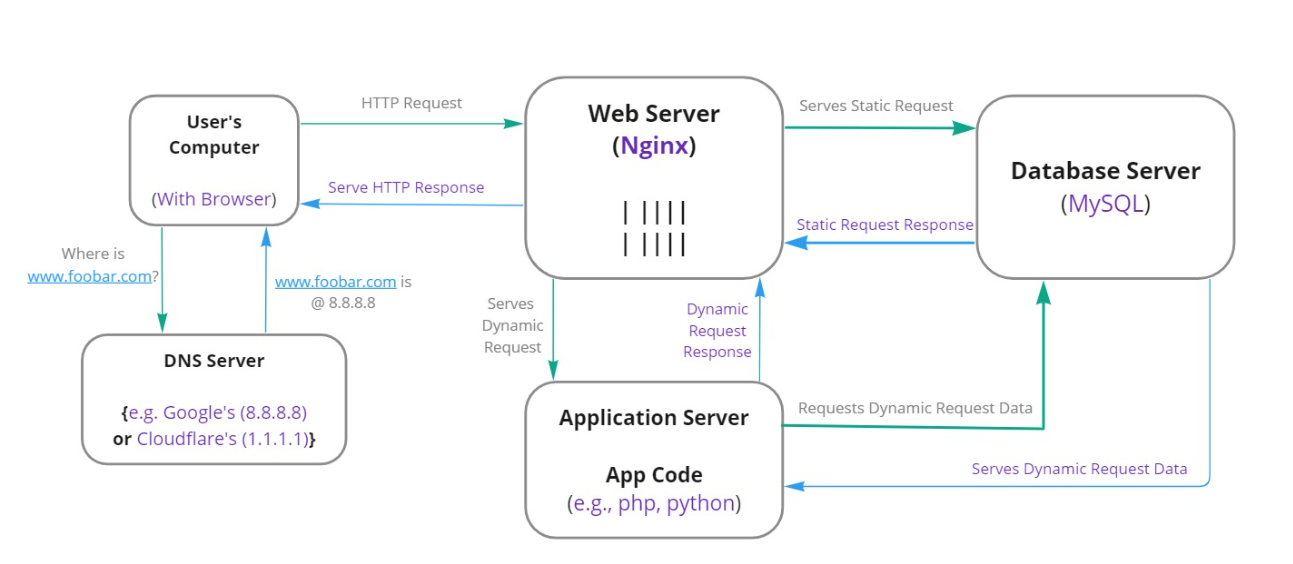 HTTP Request
User's
Computer
(With Browser)
Serve HTTP Response
Web Server
(Nginx)
Serves Static Request
Static Request Response
Database Server
(MySQL)
Where is
www.foobar.com?
www.foobar.com is
@ 8.8.8.8
DNS Server
{e.g. Google's (8.8.8.8)
or Cloudflare's (1.1.1.1)}
Serves
Dynamic
Request
Dynamic
Request
Response
Application Server
App Code
(e.g., php, python)
Requests Dynamic Request Data
Serves Dynamic Request Data